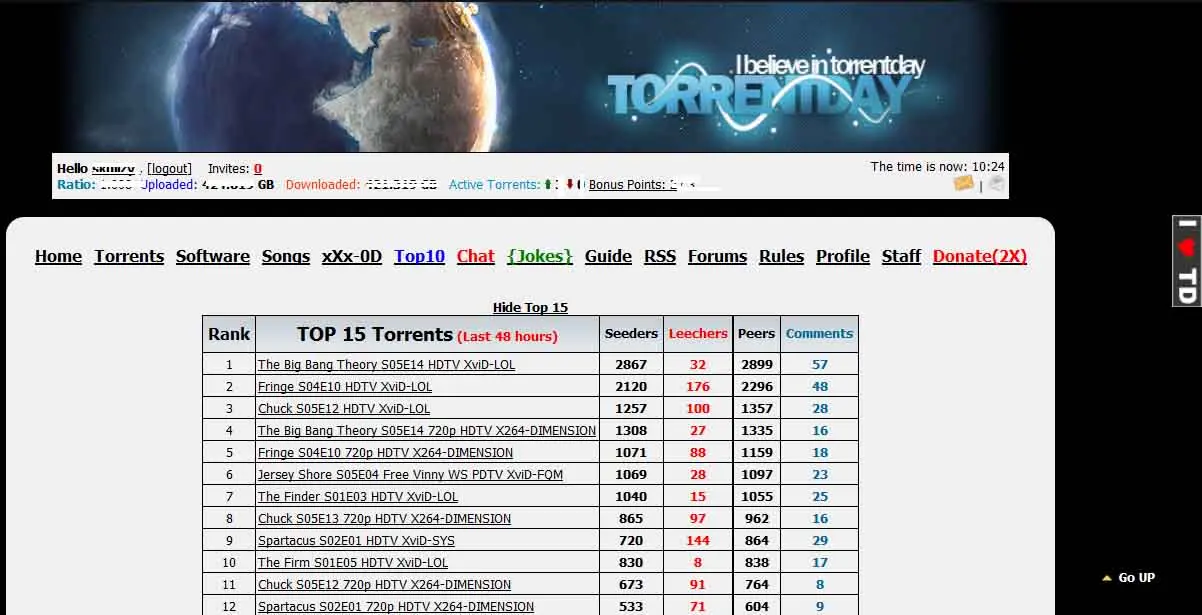 I believe in torrentday
TORRENTDAY
Hello , [logout] Invites: 0
The time is now: 10:24
Ratio: Uploaded: GB Downloaded: GB Active Torrents: Bonus Points:
|
I ♥ TD
Home Torrents Software Songs xXx-0D Top10 Chat {Jokes} Guide RSS Forums Rules Profile Staff Donate(2X)
Hide Top 15
Rank TOP 15 Torrents (Last 48 hours) Seeders Leechers Peers Comments
1 The Big Bang Theory S05E14 HDTV XviD-LOL 2867 32 2899 57
2 Fringe S04E10 HDTV XviD-LOL 2120 176 2296 48
3 Chuck S05E12 HDTV XviD-LOL 1257 100 1357 28
4 The Big Bang Theory S05E14 720p HDTV X264-DIMENSION 1308 27 1335 16
5 Fringe S04E10 720p HDTV X264-DIMENSION 1071 88 1159 18
6 Jersey Shore S05E04 Free Vinny WS PDTV XviD-FQM 1069 28 1097 23
7 The Finder S01E03 HDTV XviD-LOL 1040 15 1055 25
8 Chuck S05E13 720p HDTV X264-DIMENSION 865 97 962 16
9 Spartacus S02E01 HDTV XviD-SYS 720 144 864 29
10 The Firm S01E05 HDTV XviD-LOL 830 8 838 17
11 Chuck S05E12 720p HDTV X264-DIMENSION 673 91 764 8
12 Spartacus S02E01 720p HDTV X264-DIMENSION 533 71 604 9
Go UP